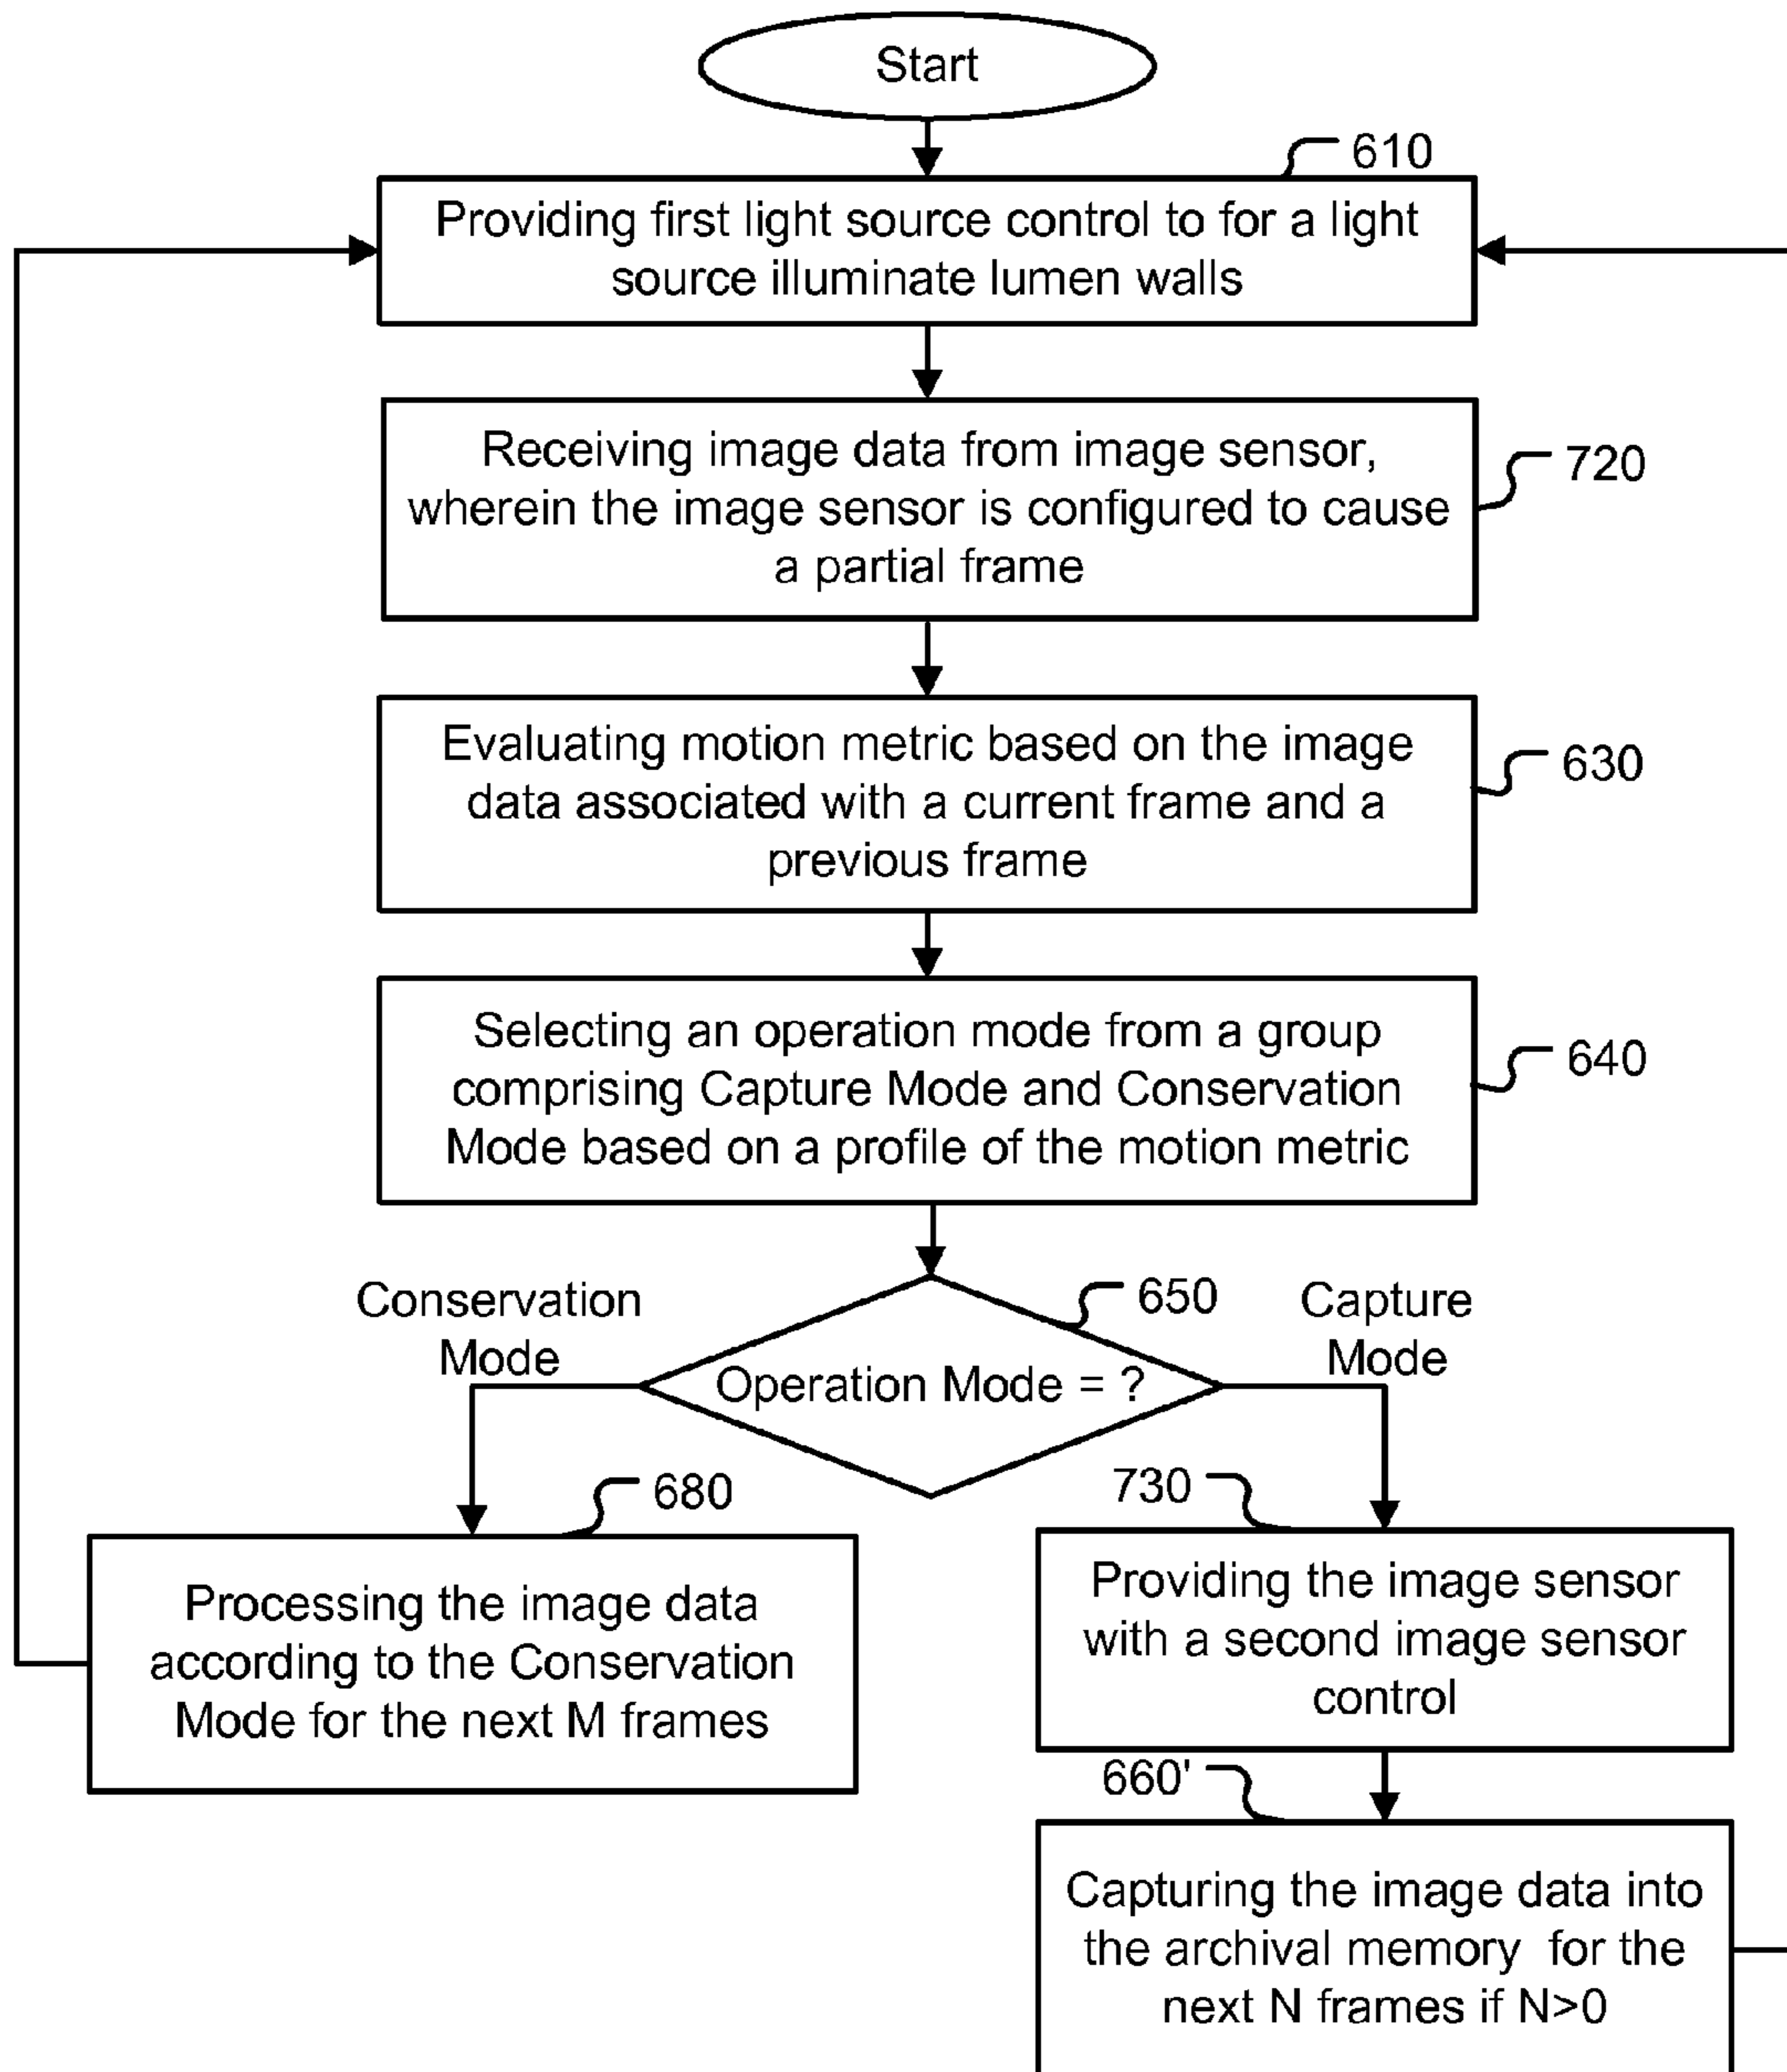 Start
610
Providing first light source control to for a light
source illuminate lumen walls
Receiving image data from image sensor,
wherein the image sensor is configured to cause
a partial frame
720
Evaluating motion metric based on the image
data associated with a current frame and a
previous frame
630
Selecting an operation mode from a group
comprising Capture Mode and Conservation
Mode based on a profile of the motion metric
640
Conservation
Mode
650
Capture
Mode
Operation Mode = ?
680
Processing the image data
according to the Conservation
Mode for the next M frames
730
Providing the image sensor
with a second image sensor
control
660'
Capturing the image data into
the archival memory for the
next N frames if N>0